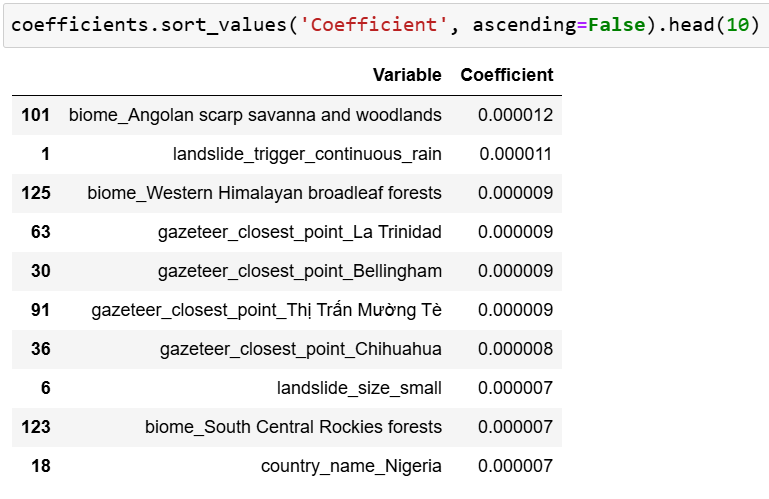 coefficients.sort_values('Coefficient', ascending=False).head(10)
Variable Coefficient
101 biome_Angolan scarp savanna and woodlands 0.000012
1 landslide_trigger_continuous_rain 0.000011
125 biome_Western Himalayan broadleaf forests 0.000009
63 gazeteer_closest_point_La Trinidad 0.000009
30 gazeteer_closest_point_Bellingham 0.000009
91 gazeteer_closest_point_Thị Trấn Mường Tè 0.000009
36 gazeteer_closest_point_Chihuahua 0.000008
6 landslide_size_small 0.000007
123 biome_South Central Rockies forests 0.000007
18 country_name_Nigeria 0.000007